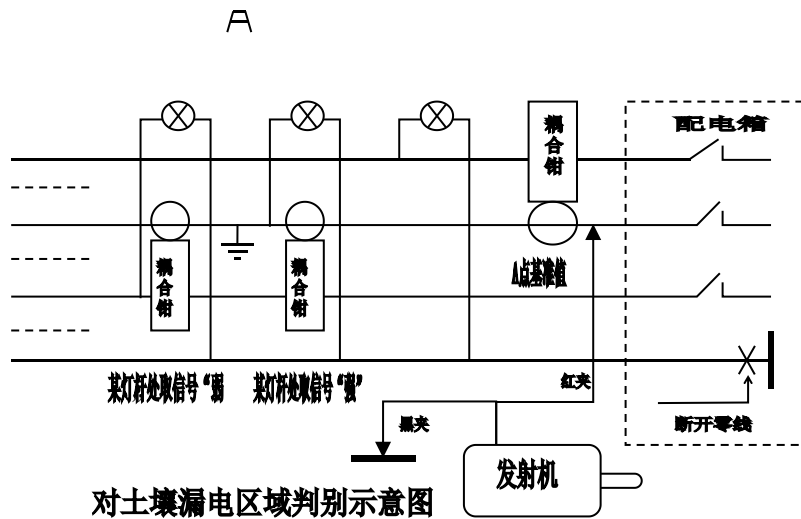 A
配电箱
耦合钳
耦合钳
耦合钳
A点基准值
某灯杆处取信号“弱
某灯杆处取信号“强”
红夹
黑夹
断开零线
发射机
对土壤漏电区域判别示意图